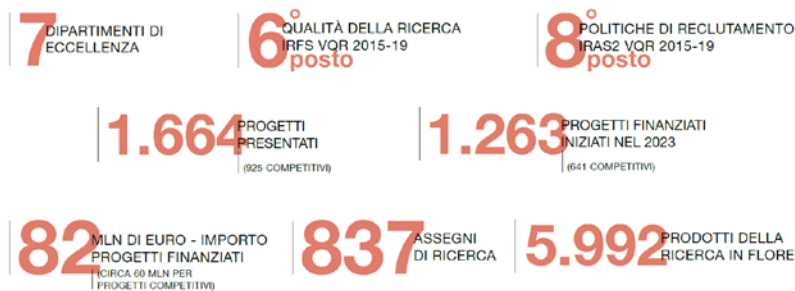 7 DIPARTIMENTI DI
ECCELLENZA
6° posto QUALITÀ DELLA RICERCA
IRFS VQR 2015-19
8° posto POLITICHE DI RECLUTAMENTO
IRAS2 VQR 2015-19
1.664 PROGETTI
PRESENTATI
(925 COMPETITIVI)
1.263 PROGETTI FINANZIATI
INIZIATI NEL 2023
(641 COMPETITIVI)
82 MLN DI EURO - IMPORTO
PROGETTI FINANZIATI
(CIRCA 60 MLN PER
PROGETTI COMPETITIVI)
837 ASSEGNI
DI RICERCA
5.992 PRODOTTI DELLA
RICERCA IN FLORE